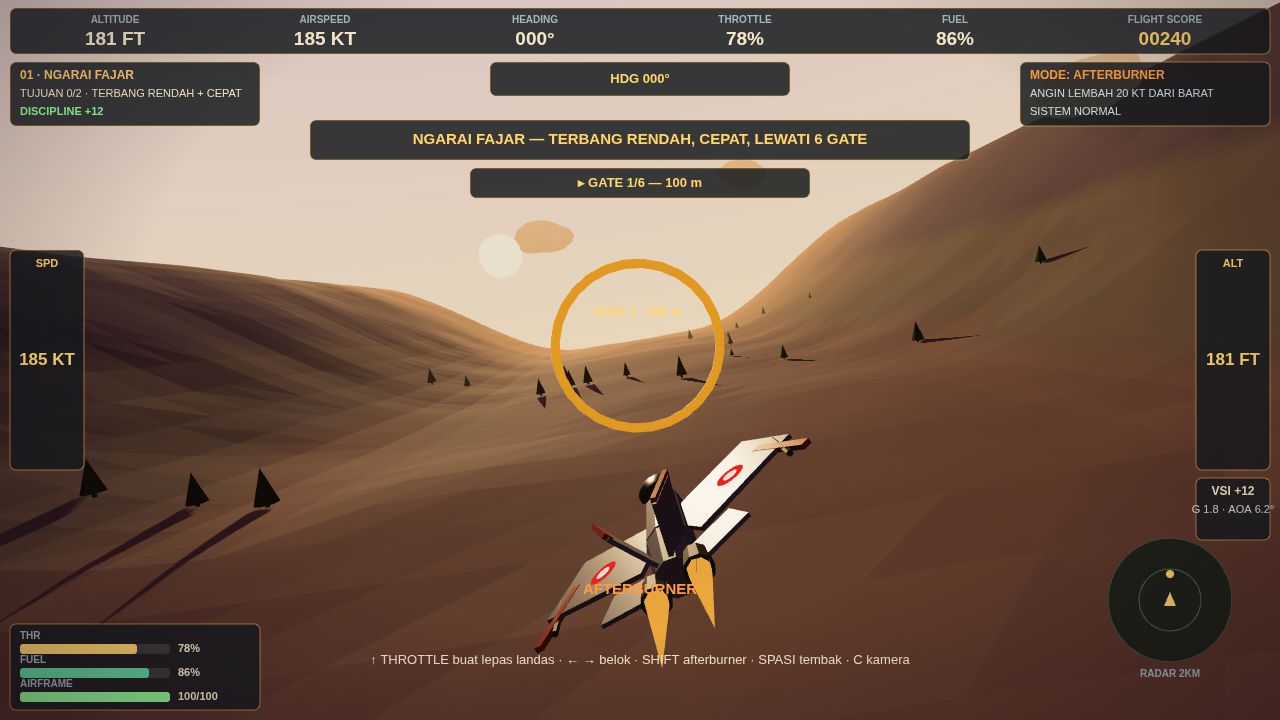 ALTITUDE
181 FT
AIRSPEED
185 KT
HEADING
000°
THROTTLE
78%
FUEL
86%
FLIGHT SCORE
00240
01 · NGARAI FAJAR
TUJUAN 0/2 · TERBANG RENDAH + CEPAT
DISCIPLINE +12
HDG 000°
MODE: AFTERBURNER
ANGIN LEMBAH 20 KT DARI BARAT
SISTEM NORMAL
NGARAI FAJAR — TERBANG RENDAH, CEPAT, LEWATI 6 GATE
▸ GATE 1/6 — 100 m
SPD
185 KT
ALT
181 FT
VSI +12
G 1.8 · AOA 6.2°
AFTERBURNER
↑ THROTTLE buat lepas landas · ← → belok · SHIFT afterburner · SPASI tembak · C kamera
THR
78%
FUEL
86%
AIRFRAME
100/100
RADAR 2KM